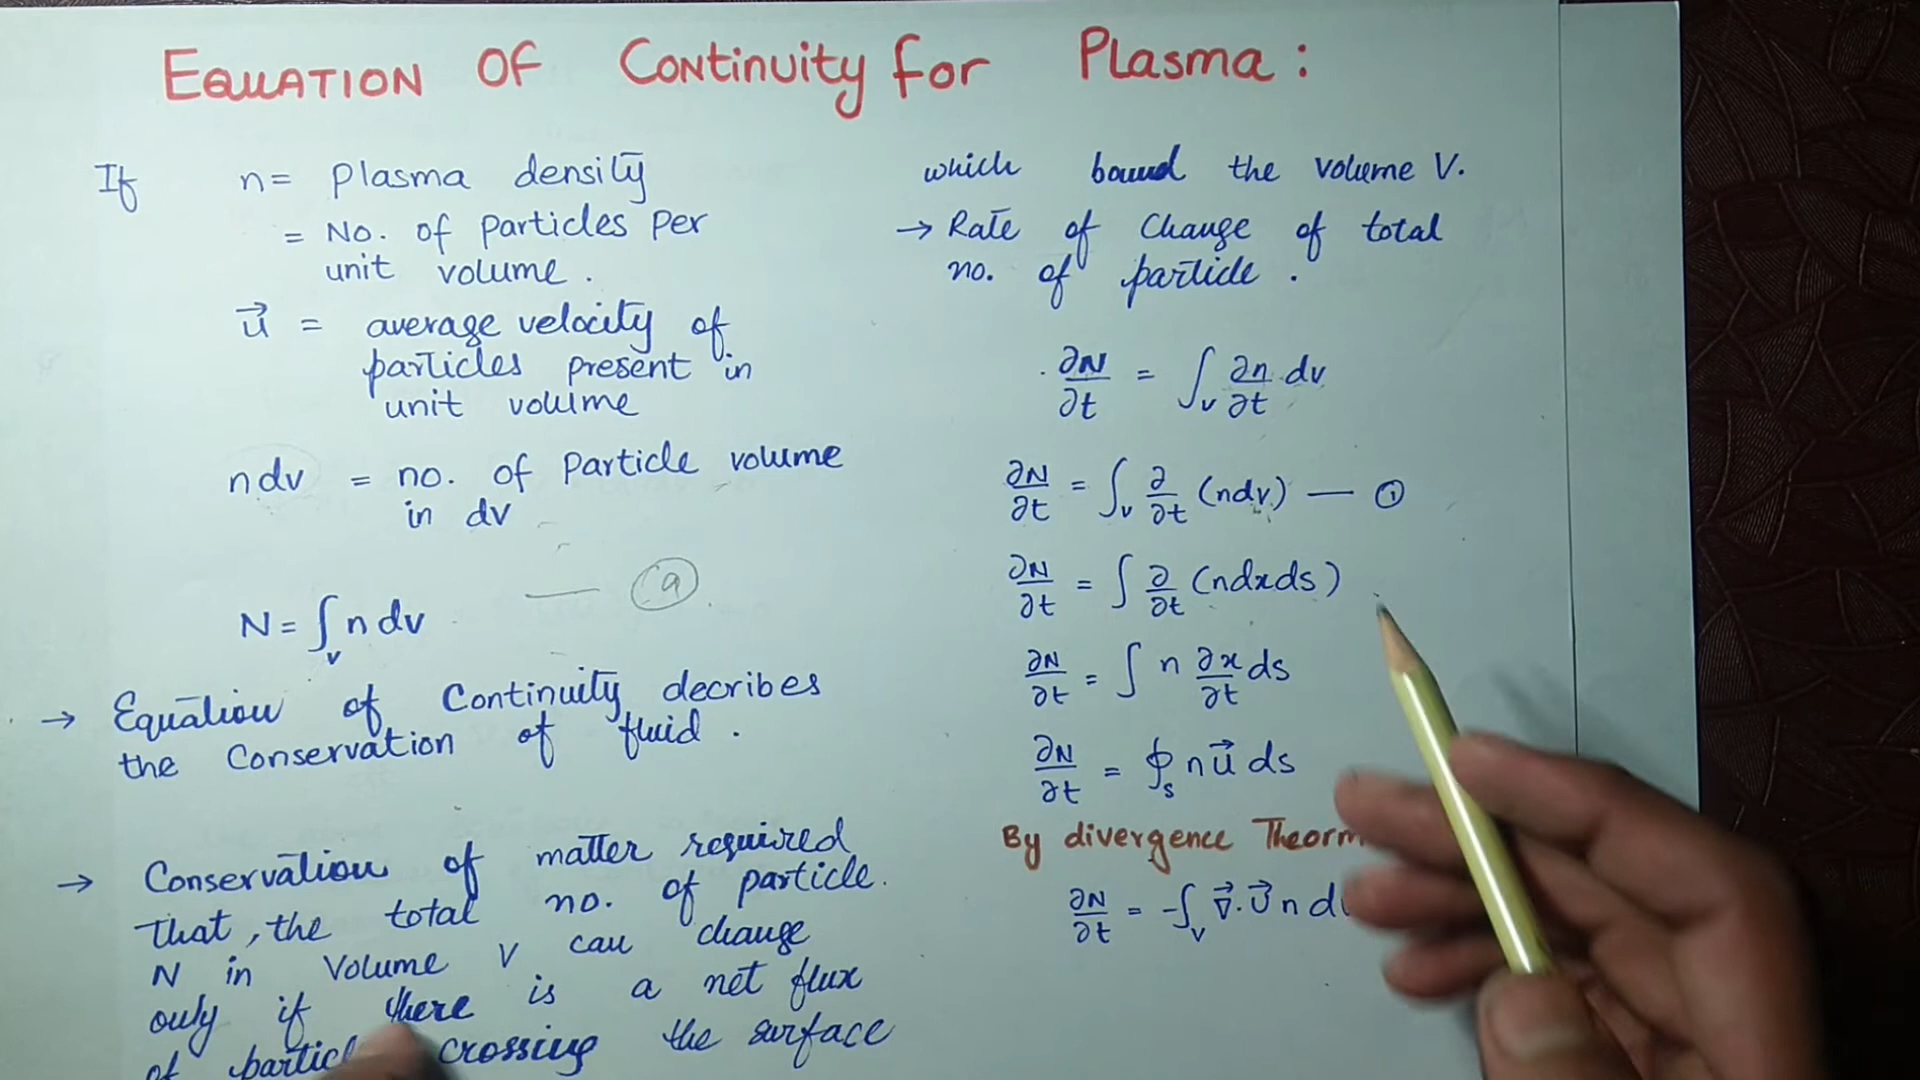 EQUATION OF Continuity for Plasma :
If n = plasma density
= No. of particles per
unit volume .
u⃗ = average velocity of
particles present in
unit volume
ndv = no. of particle volume
in dv
N = ∫v n dv — (a)
→ Equation of Continuity decribes
the Conservation of fluid .
→ Conservation of matter required
that, the total no. of particle.
N in Volume V can change
only if there is a net flux
of crossing the surface
which bound the volume V.
→ Rate of Change of total
no. of particle .
∂N/∂t = ∫v ∂n/∂t dv
∂N/∂t = ∫v ∂/∂t (ndv) — ①
∂N/∂t = ∫ ∂/∂t (ndxds)
∂N/∂t = ∫ n ∂x/∂t ds
∂N/∂t = ∮s n u⃗ ds
By divergence Theorm
∂N/∂t = -∫v ∇⃗.U⃗ n d